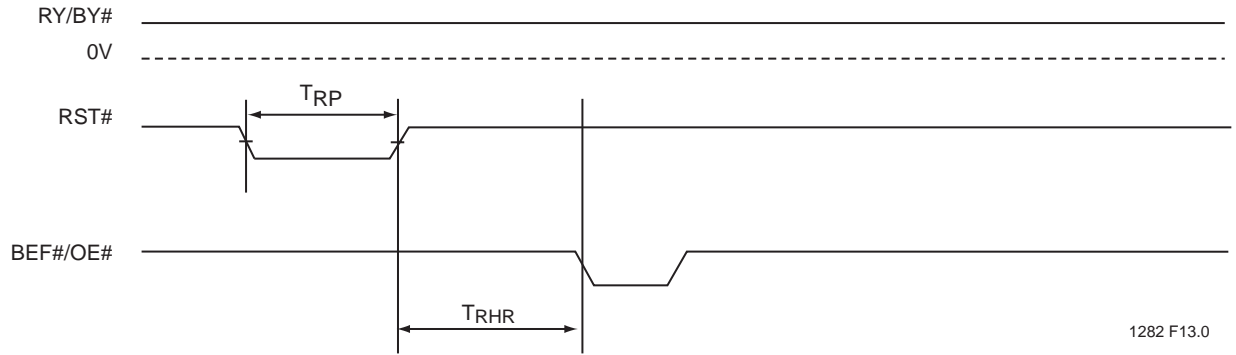 RY/BY#
0V
TRP
RST#
BEF#/OE#
TRHR
1282 F13.0